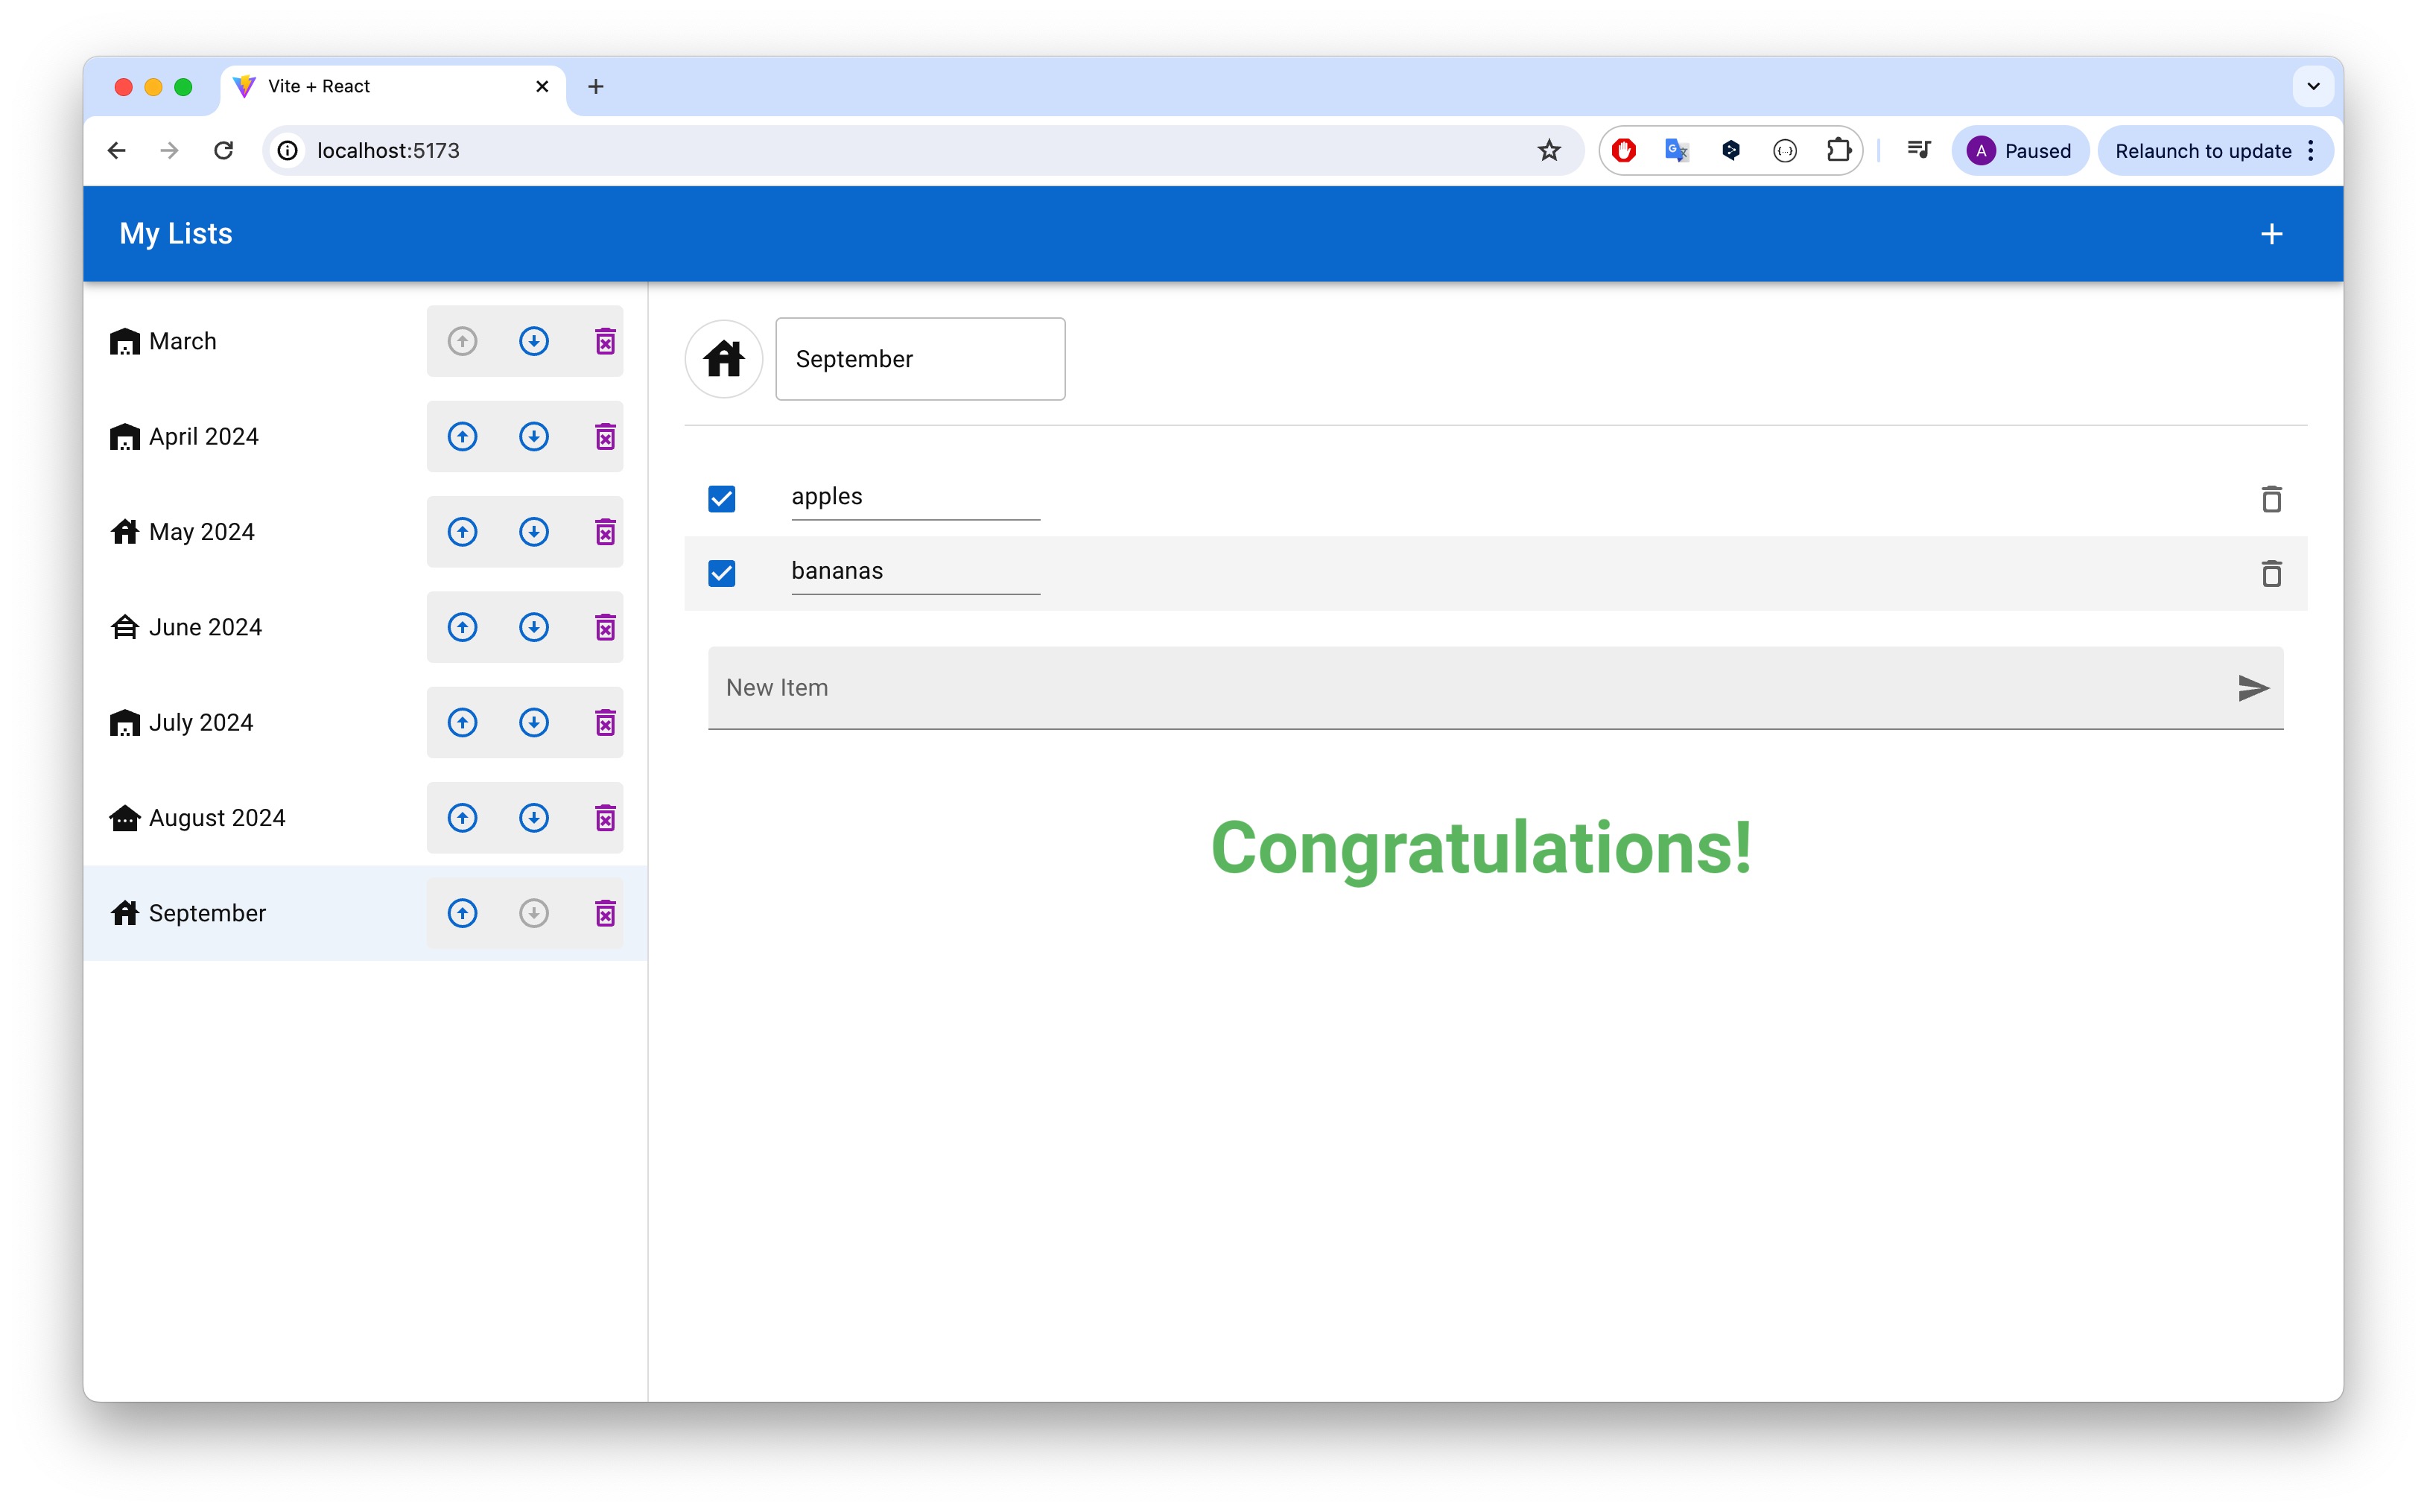 Vite + React
localhost:5173
A Paused
Relaunch to update
My Lists
March
April 2024
May 2024
June 2024
July 2024
August 2024
September
September
apples
bananas
New Item
Congratulations!